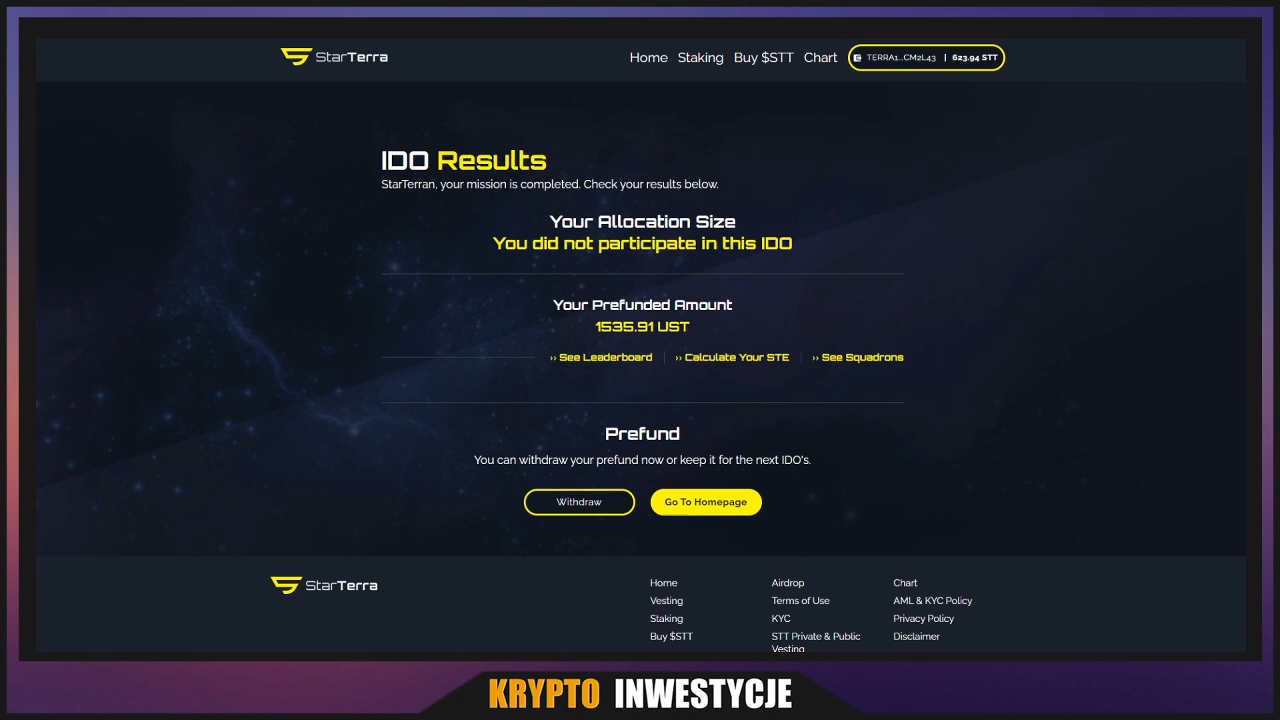 StarTerra
Home Staking Buy $STT Chart TERRA1...CM2L43 | 623.94 STT
IDO Results
StarTerran, your mission is completed. Check your results below.
Your Allocation Size
You did not participate in this IDO
Your Prefunded Amount
1535.91 UST
›› See Leaderboard ›› Calculate Your STE ›› See Squadrons
Prefund
You can withdraw your prefund now or keep it for the next IDO's.
Withdraw Go To Homepage
StarTerra
Home Airdrop Chart
Vesting Terms of Use AML & KYC Policy
Staking KYC Privacy Policy
Buy $STT STT Private & Public Disclaimer
Vesting
KRYPTO INWESTYCJE